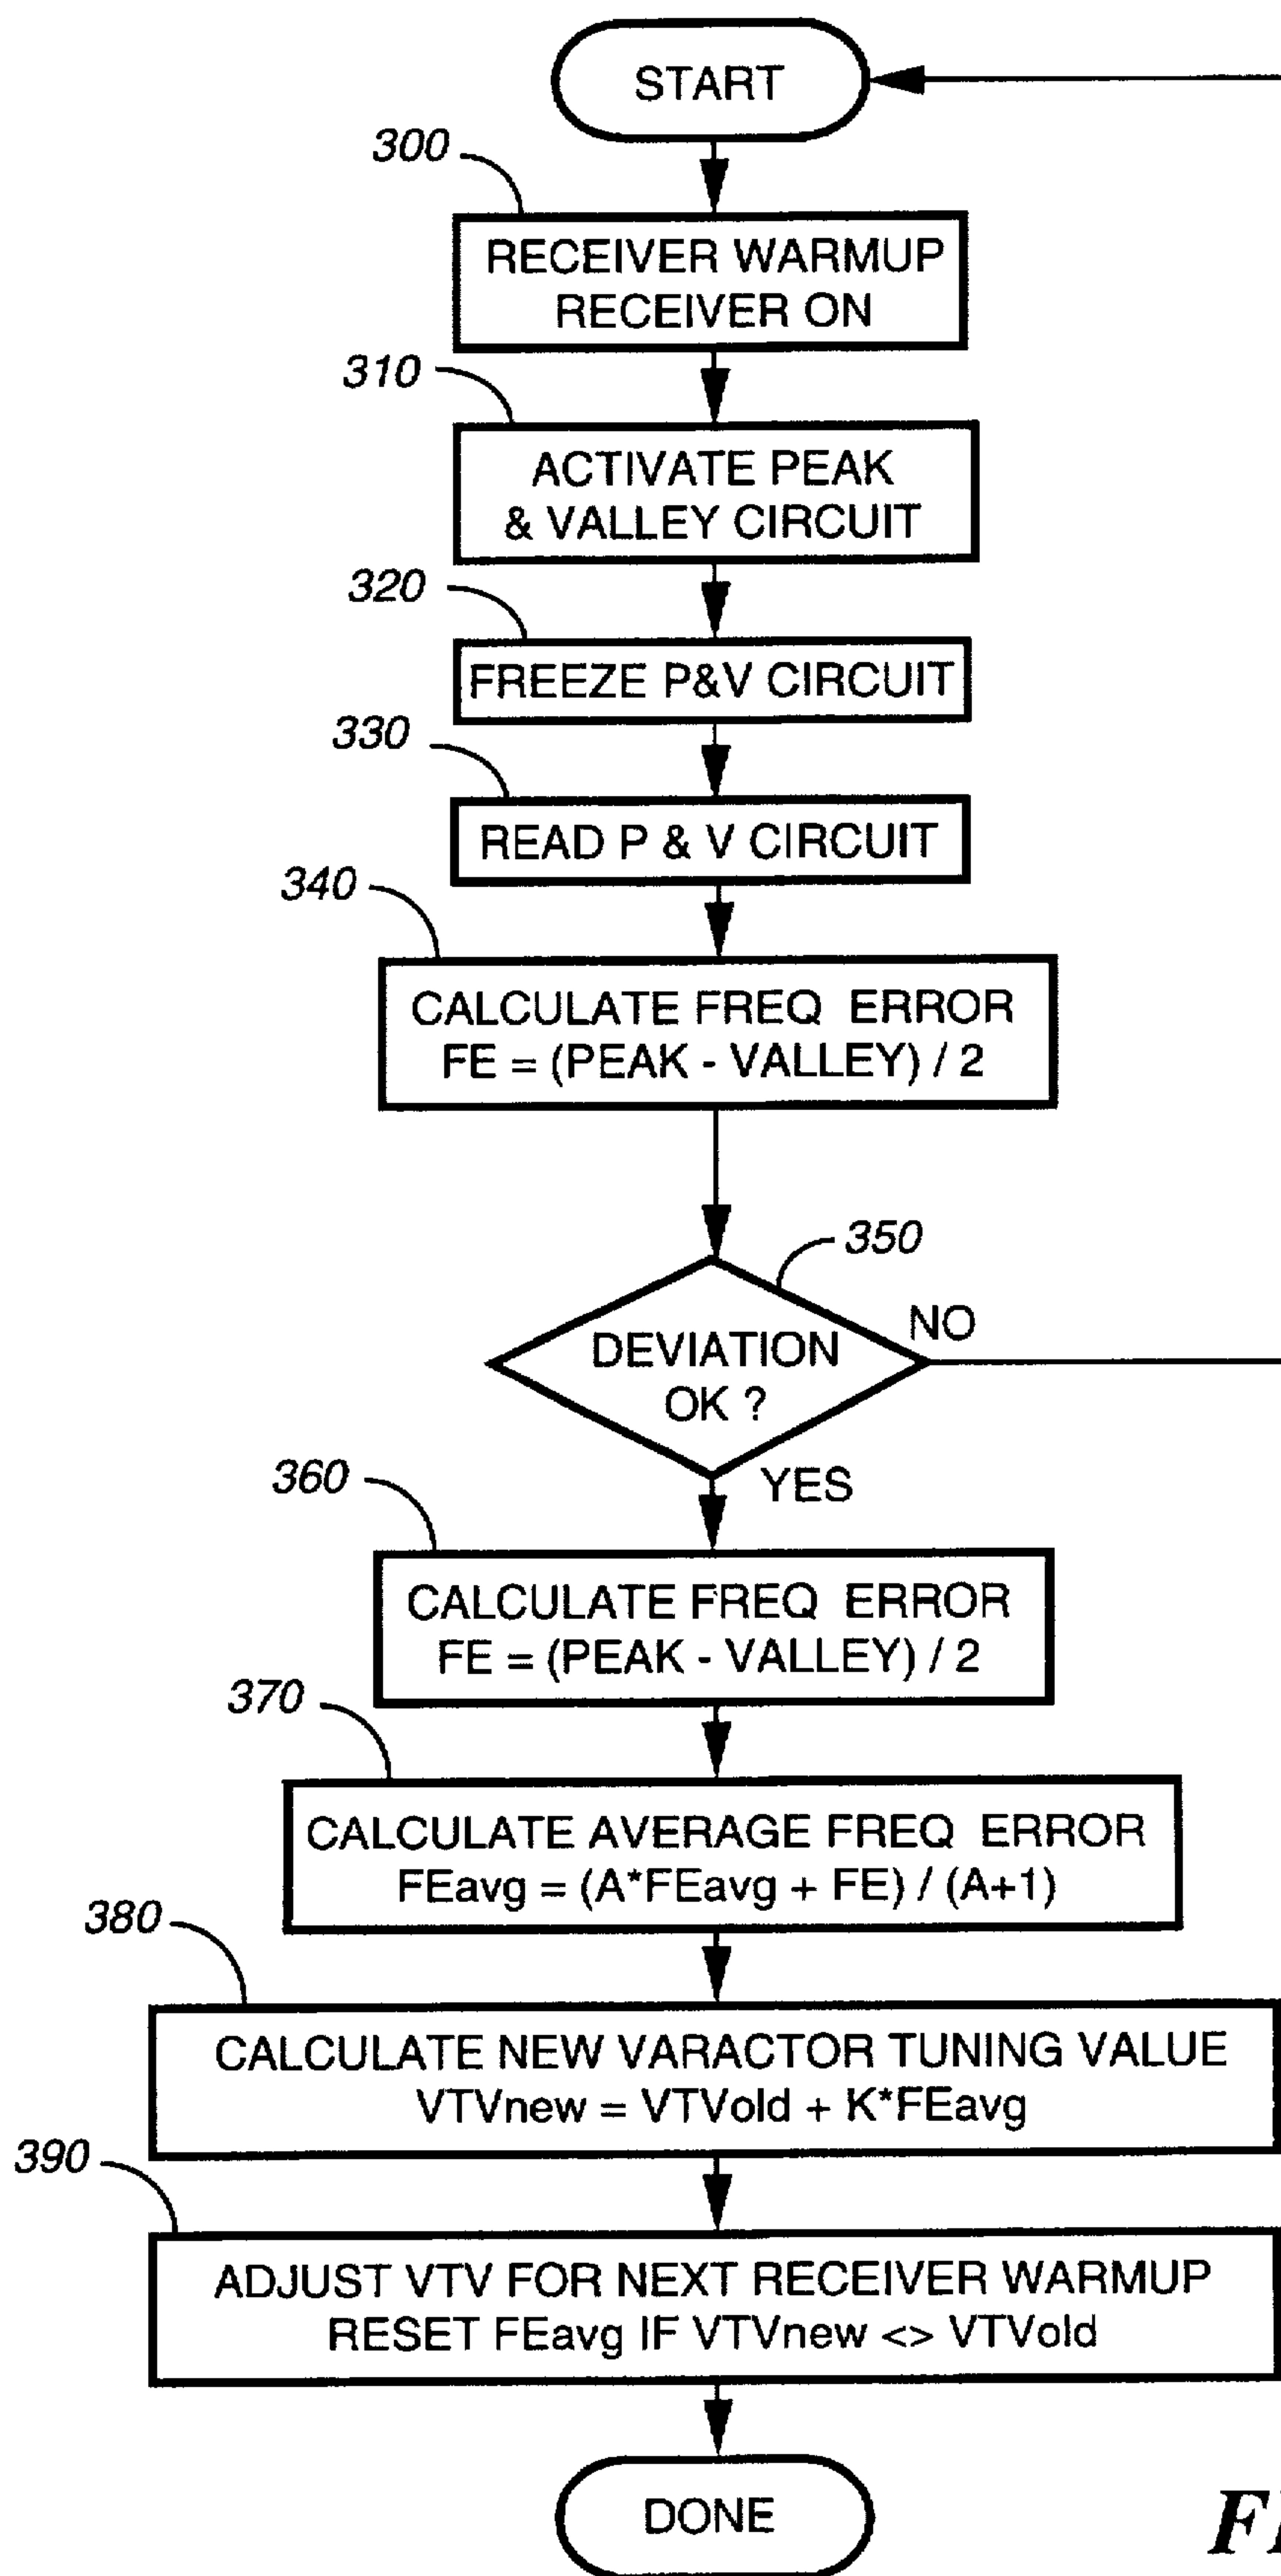 START
300
RECEIVER WARMUP
RECEIVER ON
310
ACTIVATE PEAK
& VALLEY CIRCUIT
320
FREEZE P&V CIRCUIT
330
READ P & V CIRCUIT
340
CALCULATE FREQ ERROR
FE = (PEAK - VALLEY) / 2
350
DEVIATION
OK ?
NO
YES
360
CALCULATE FREQ ERROR
FE = (PEAK - VALLEY) / 2
370
CALCULATE AVERAGE FREQ ERROR
FEavg = (A*FEavg + FE) / (A+1)
380
CALCULATE NEW VARACTOR TUNING VALUE
VTVnew = VTVold + K*FEavg
390
ADJUST VTV FOR NEXT RECEIVER WARMUP
RESET FEavg IF VTVnew <> VTVold
DONE